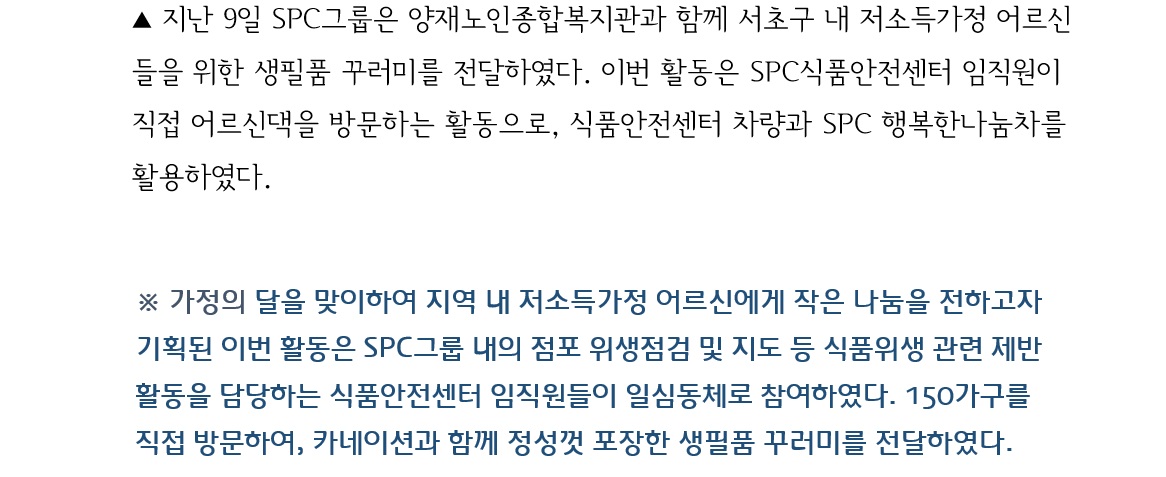 ▲ 지난 9일 SPC그룹은 양재노인종합복지관과 함께 서초구 내 저소득가정 어르신
들을 위한 생필품 꾸러미를 전달하였다. 이번 활동은 SPC식품안전센터 임직원이
직접 어르신댁을 방문하는 활동으로, 식품안전센터 차량과 SPC 행복한나눔차를
활용하였다.
※ 가정의 달을 맞이하여 지역 내 저소득가정 어르신에게 작은 나눔을 전하고자
기획된 이번 활동은 SPC그룹 내의 점포 위생점검 및 지도 등 식품위생 관련 제반
활동을 담당하는 식품안전센터 임직원들이 일심동체로 참여하였다. 150가구를
직접 방문하여, 카네이션과 함께 정성껏 포장한 생필품 꾸러미를 전달하였다.